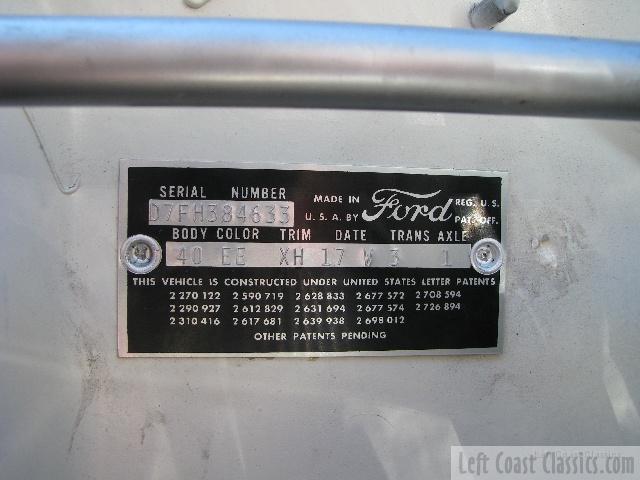 SERIAL NUMBER
D7FH384633
MADE IN
U.S.A. BY
Ford
REG. U.S.
PAT. OFF.
BODY COLOR TRIM DATE TRANS AXLE
40 EE XH 17 V 3 1
THIS VEHICLE IS CONSTRUCTED UNDER UNITED STATES LETTER PATENTS
2 270 122 2 590 719 2 628 833 2 677 572 2 708 594
2 290 927 2 612 829 2 631 694 2 677 574 2 726 894
2 310 416 2 617 681 2 639 938 2 698 012
OTHER PATENTS PENDING
Left Coast Classics.com